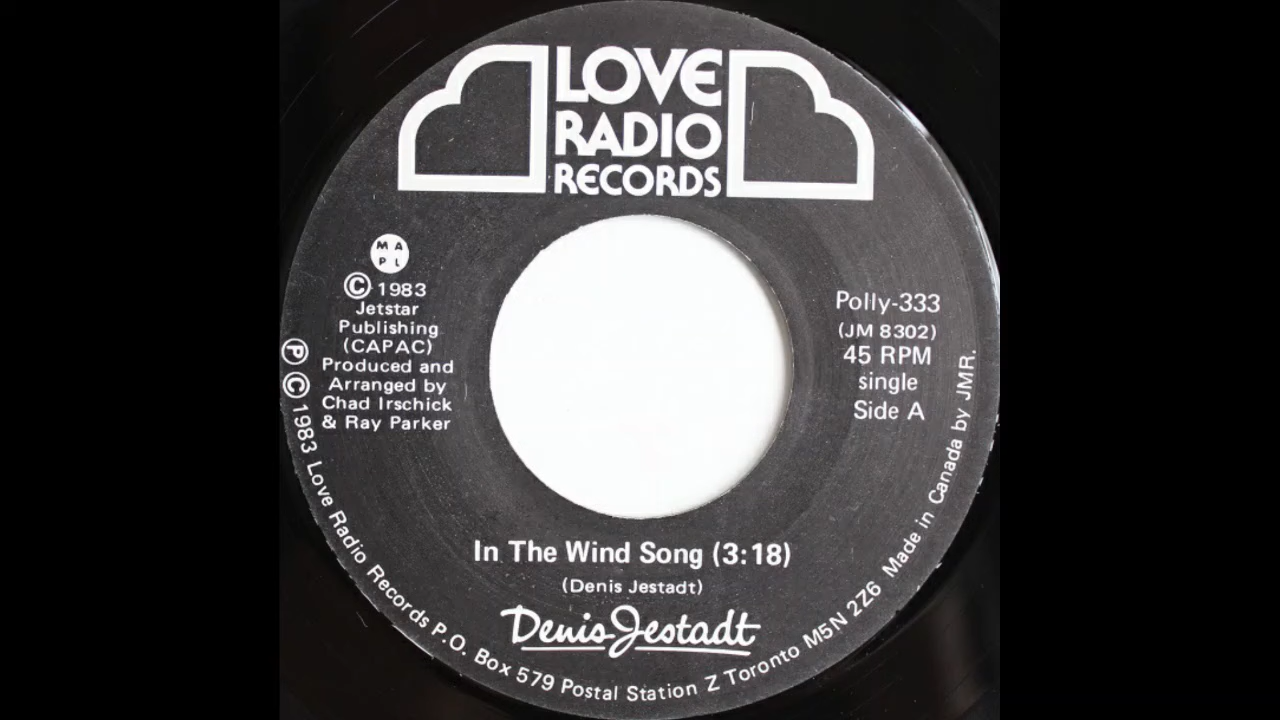 LOVE
RADIO
RECORDS
M A
P L
© 1983
Jetstar
Publishing
(CAPAC)
Produced and
Arranged by
Chad Irschick
& Ray Parker
Polly-333
(JM 8302)
45 RPM
single
Side A
In The Wind Song (3:18)
(Denis Jestadt)
Denis Jestadt
Ⓟ © 1983 Love Radio Records P.O. Box 579 Postal Station Z Toronto M5N 2Z6 Made in Canada by JMR.